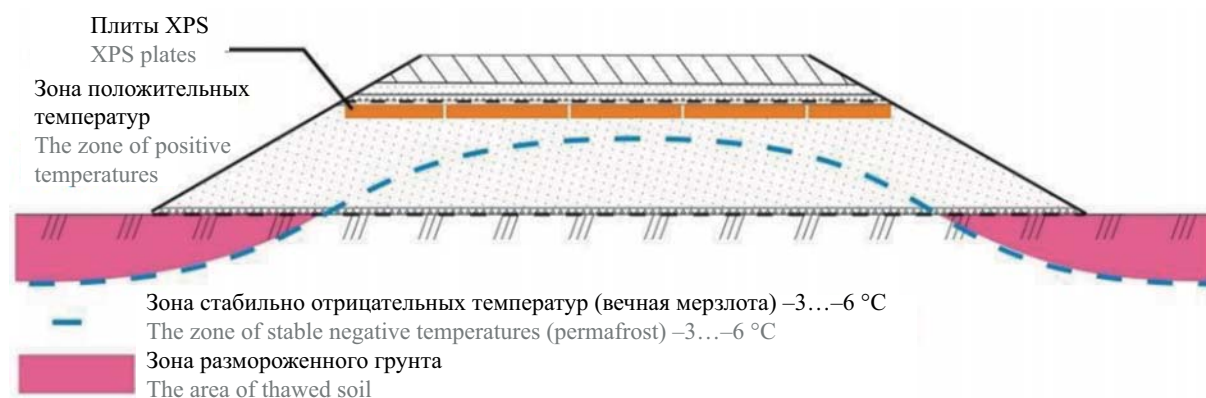 Плиты XPS
XPS plates
Зона положительных
температур
The zone of positive
temperatures
Зона стабильно отрицательных температур (вечная мерзлота) –3…–6 °C
The zone of stable negative temperatures (permafrost) –3…–6 °C
Зона размороженного грунта
The area of thawed soil